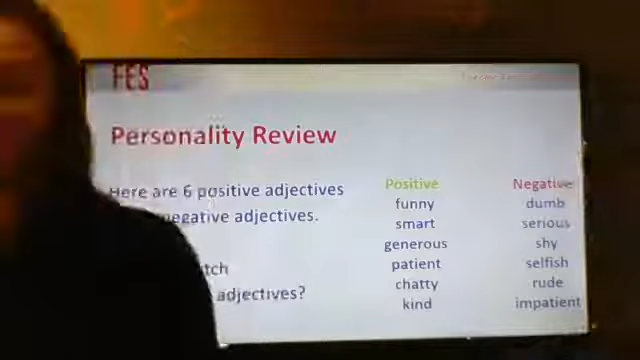 FES
Personality Review
Here are 6 positive adjectives
negative adjectives.
adjectives?
Positive
funny
smart
generous
patient
chatty
kind
Negative
dumb
serious
shy
selfish
rude
impatient